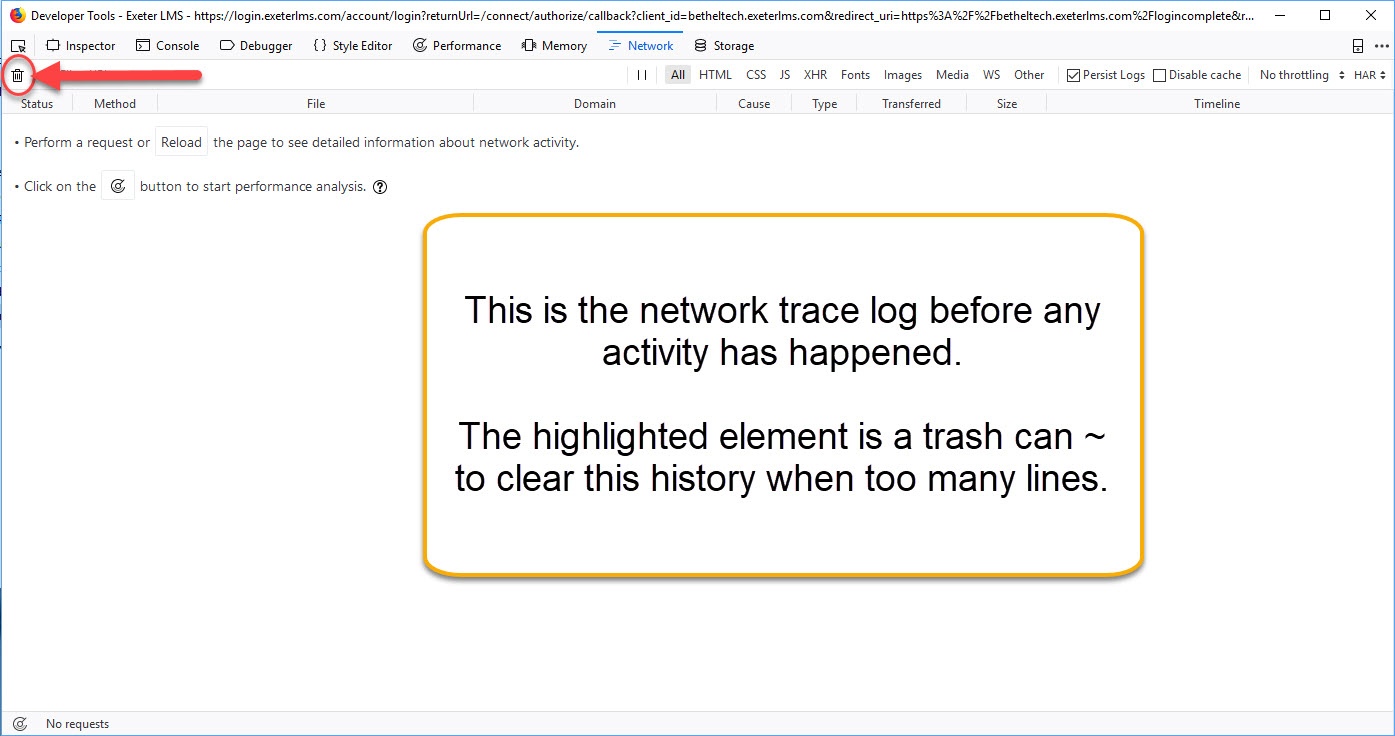 Developer Tools - Exeter LMS - https://login.exeterlms.com/account/login?returnUrl=/connect/authorize/callback?client_id=betheltech.exeterlms.com&redirect_uri=https%3A%2F%2Fbetheltech.exeterlms.com%2Flogincomplete&r...
Inspector Console Debugger {} Style Editor Performance Memory Network Storage
All HTML CSS JS XHR Fonts Images Media WS Other Persist Logs Disable cache No throttling HAR
Status Method File Domain Cause Type Transferred Size Timeline
• Perform a request or Reload the page to see detailed information about network activity.
• Click on the button to start performance analysis.
This is the network trace log before any
activity has happened.
The highlighted element is a trash can ~
to clear this history when too many lines.
No requests